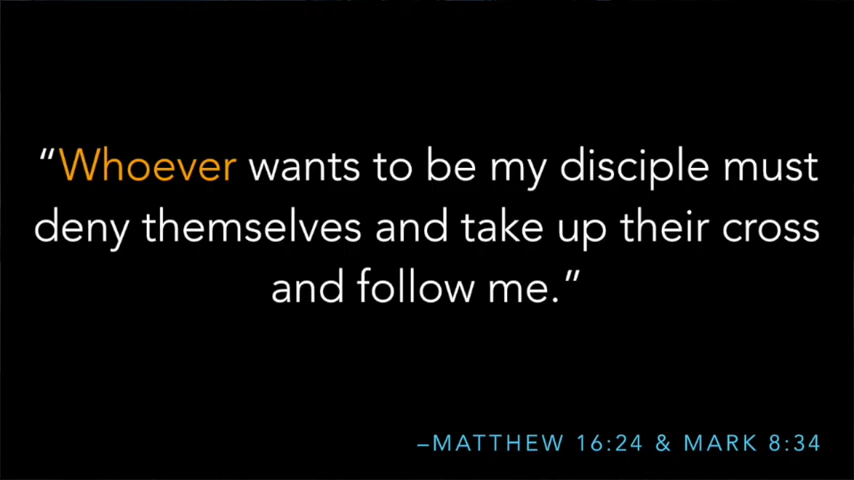 “Whoever wants to be my disciple must
deny themselves and take up their cross
and follow me.”
–MATTHEW 16:24 & MARK 8:34